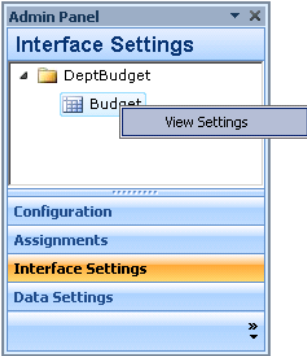 Admin Panel
Interface Settings
DeptBudget
Budget
View Settings
Configuration
Assignments
Interface Settings
Data Settings